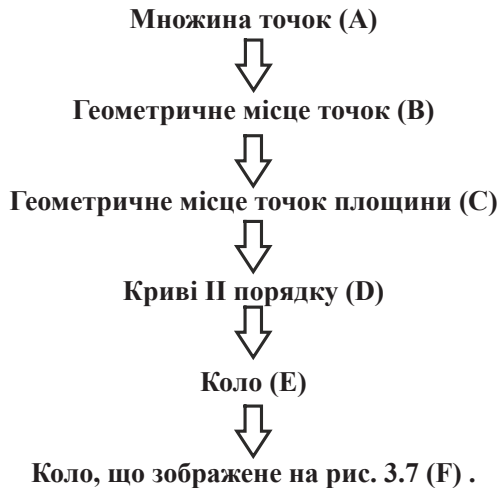 Множина точок (A)
Геометричне місце точок (B)
Геометричне місце точок площини (C)
Криві II порядку (D)
Коло (E)
Коло, що зображене на рис. 3.7 (F) .